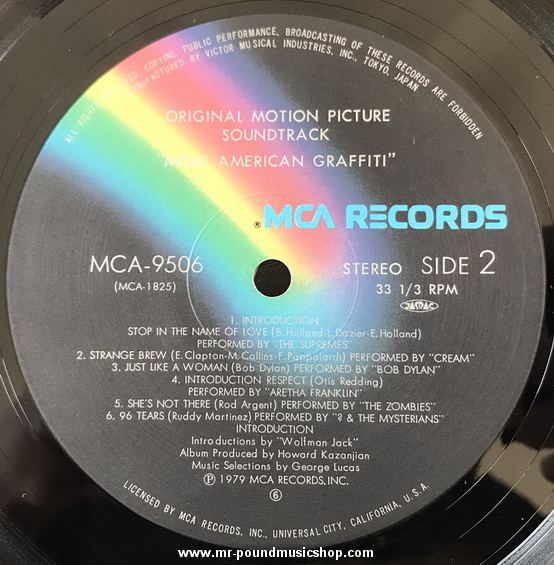 ALL RIGHTS RESERVED. COPYING, PUBLIC PERFORMANCE, BROADCASTING OF THESE RECORDS ARE FORBIDDEN
MANUFACTURED BY VICTOR MUSICAL INDUSTRIES, INC., TOKYO, JAPAN
ORIGINAL MOTION PICTURE
SOUNDTRACK
"MORE AMERICAN GRAFFITI"
® MCA RECORDS
MCA-9506
(MCA-1825)
STEREO SIDE 2
33 1/3 RPM
JASRAC
1. INTRODUCTION
STOP IN THE NAME OF LOVE (B.Holland-L.Dozier-E.Holland)
PERFORMED BY "THE SUPREMES"
2. STRANGE BREW (E.Clapton-M.Collins-F.Pappalardi) PERFORMED BY "CREAM"
3. JUST LIKE A WOMAN (Bob Dylan) PERFORMED BY "BOB DYLAN"
4. INTRODUCTION RESPECT (Otis Redding)
PERFORMED BY "ARETHA FRANKLIN"
5. SHE'S NOT THERE (Rod Argent) PERFORMED BY "THE ZOMBIES"
6. 96 TEARS (Ruddy Martinez) PERFORMED BY "? & THE MYSTERIANS"
INTRODUCTION
Introductions by "Wolfman Jack"
Album Produced by Howard Kazanjian
Music Selections by George Lucas
Ⓟ 1979 MCA RECORDS, INC.
⑥
LICENSED BY MCA RECORDS, INC., UNIVERSAL CITY, CALIFORNIA, U.S.A.
www.mr-poundmusicshop.com